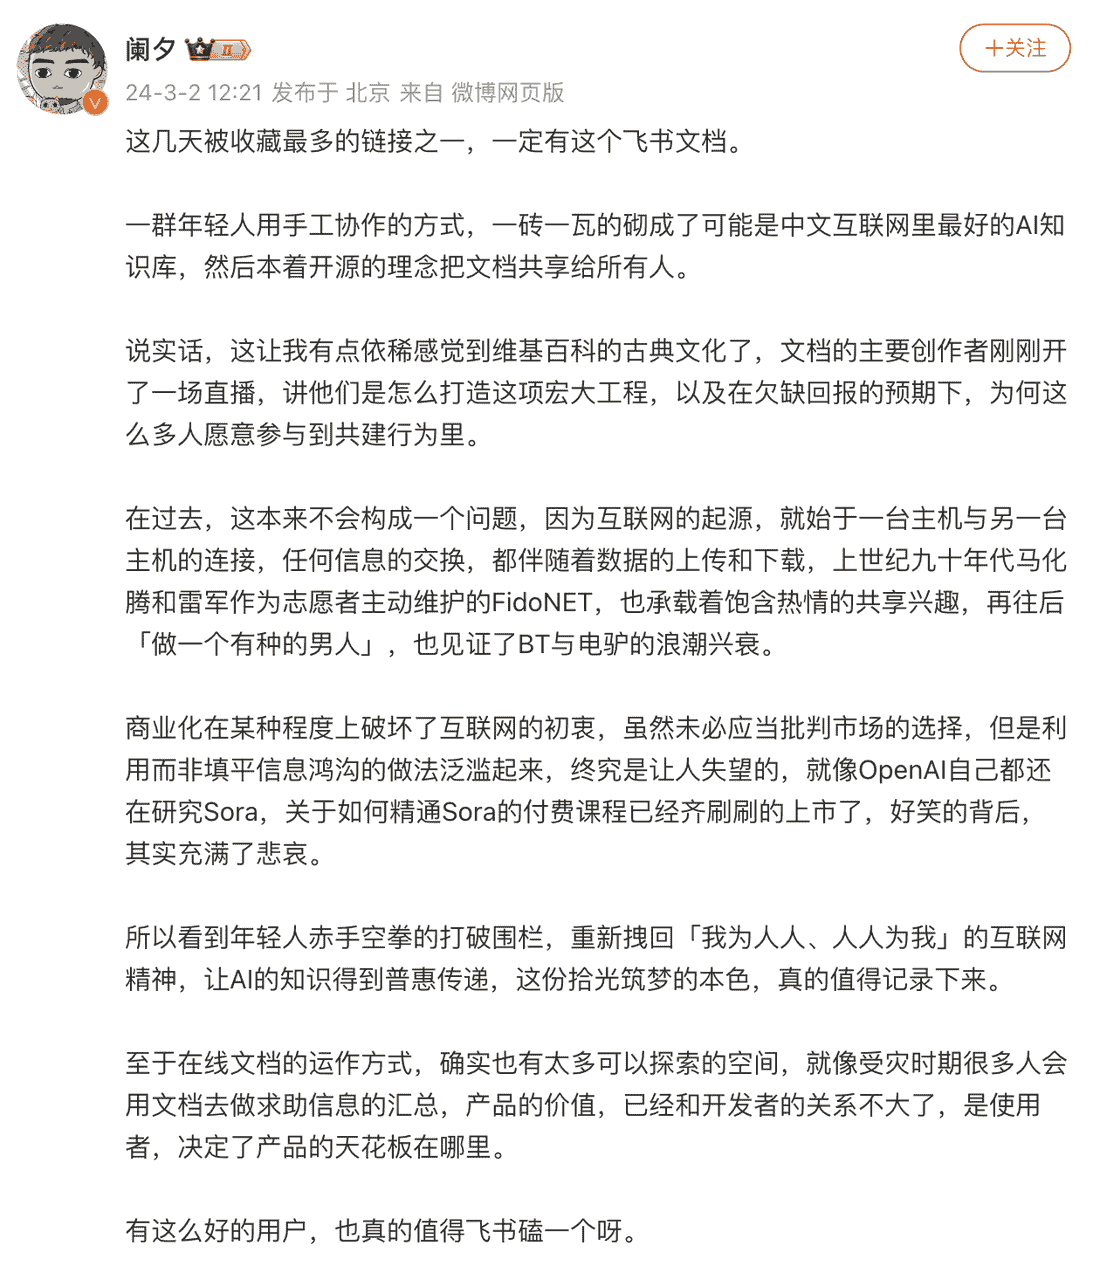 阑夕
II
V
+关注
24-3-2 12:21 发布于 北京 来自 微博网页版
这几天被收藏最多的链接之一，一定有这个飞书文档。
一群年轻人用手工协作的方式，一砖一瓦的砌成了可能是中文互联网里最好的AI知
识库，然后本着开源的理念把文档共享给所有人。
说实话，这让我有点依稀感觉到维基百科的古典文化了，文档的主要创作者刚刚开
了一场直播，讲他们是怎么打造这项宏大工程，以及在欠缺回报的预期下，为何这
么多人愿意参与到共建行为里。
在过去，这本来不会构成一个问题，因为互联网的起源，就始于一台主机与另一台
主机的连接，任何信息的交换，都伴随着数据的上传和下载，上世纪九十年代马化
腾和雷军作为志愿者主动维护的FidoNET，也承载着饱含热情的共享兴趣，再往后
「做一个有种的男人」，也见证了BT与电驴的浪潮兴衰。
商业化在某种程度上破坏了互联网的初衷，虽然未必应当批判市场的选择，但是利
用而非填平信息鸿沟的做法泛滥起来，终究是让人失望的，就像OpenAI自己都还
在研究Sora，关于如何精通Sora的付费课程已经齐刷刷的上市了，好笑的背后，
其实充满了悲哀。
所以看到年轻人赤手空拳的打破围栏，重新拽回「我为人人、人人为我」的互联网
精神，让AI的知识得到普惠传递，这份拾光筑梦的本色，真的值得记录下来。
至于在线文档的运作方式，确实也有太多可以探索的空间，就像受灾时期很多人会
用文档去做求助信息的汇总，产品的价值，已经和开发者的关系不大了，是使用
者，决定了产品的天花板在哪里。
有这么好的用户，也真的值得飞书磕一个呀。